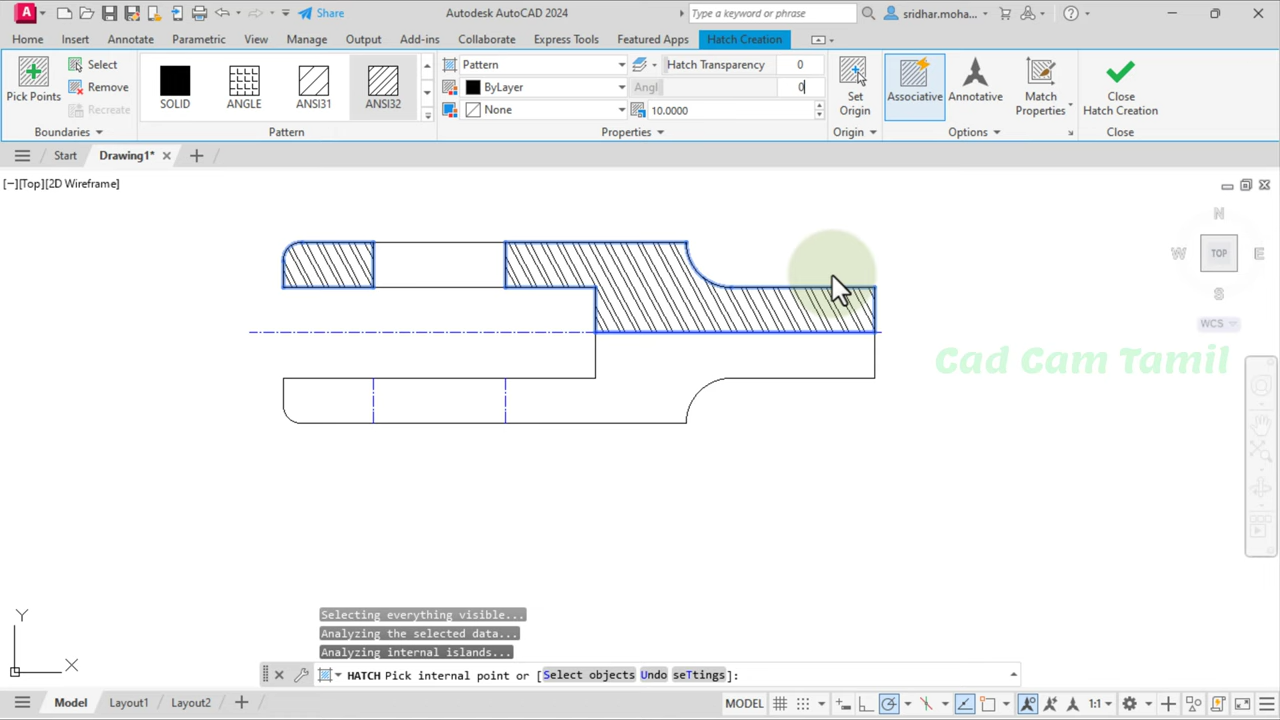 A Share Autodesk AutoCAD 2024 Type a keyword or phrase sridhar.moha...
Home Insert Annotate Parametric View Manage Output Add-ins Collaborate Express Tools Featured Apps Hatch Creation
Pick Points Select Remove Recreate
SOLID ANGLE ANSI31 ANSI32
Pattern Hatch Transparency 0
ByLayer Angl 0
None 10.0000
Set Origin Associative Annotative Match Properties Close Hatch Creation
Boundaries Pattern Properties Origin Options Close
Start Drawing1*
[−][Top][2D Wireframe]
N
W TOP E
S
WCS
Cad Cam Tamil
Y
X
Selecting everything visible...
Analyzing the selected data...
Analyzing internal islands...
HATCH Pick internal point or [Select objects Undo seTtings]:
Model Layout1 Layout2 MODEL 1:1